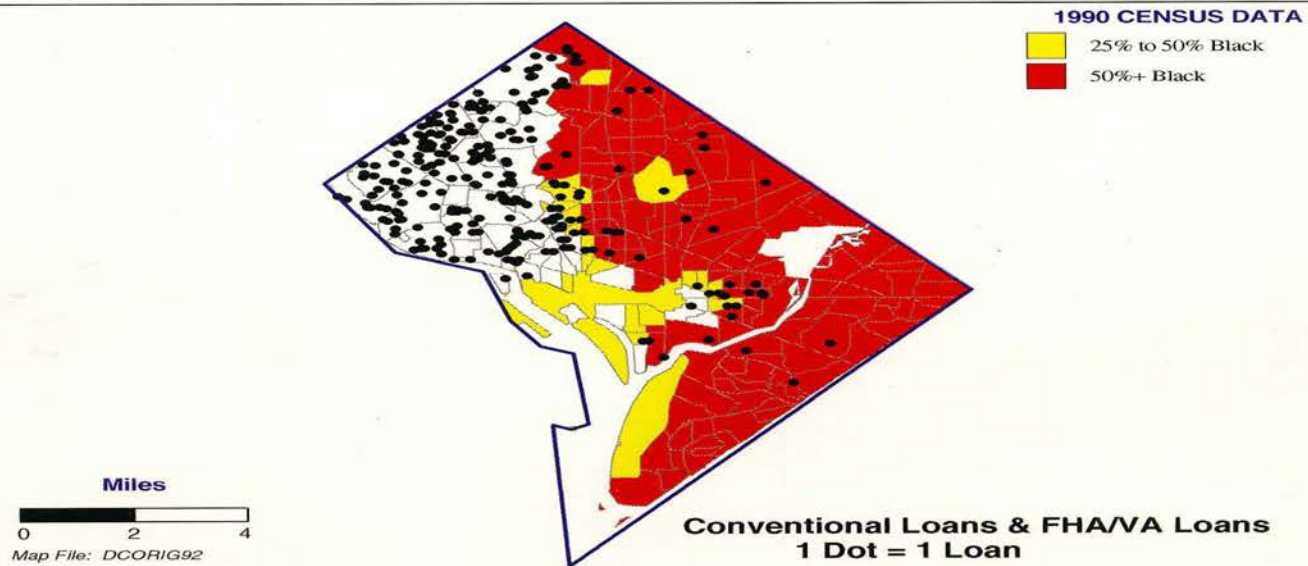 1990 CENSUS DATA
25% to 50% Black
50%+ Black
Miles
0 2 4
Map File: DCORIG92
Conventional Loans & FHA/VA Loans
1 Dot = 1 Loan